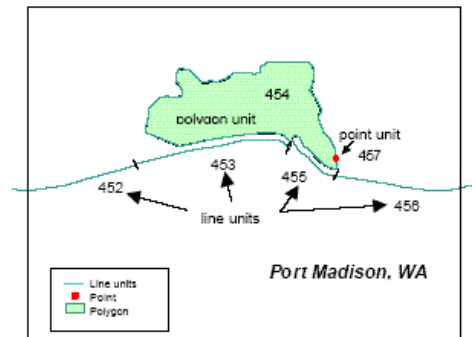 454
polygon unit
point unit
457
453
455
452
456
line units
Port Madison, WA
Line units
Point
Polygon